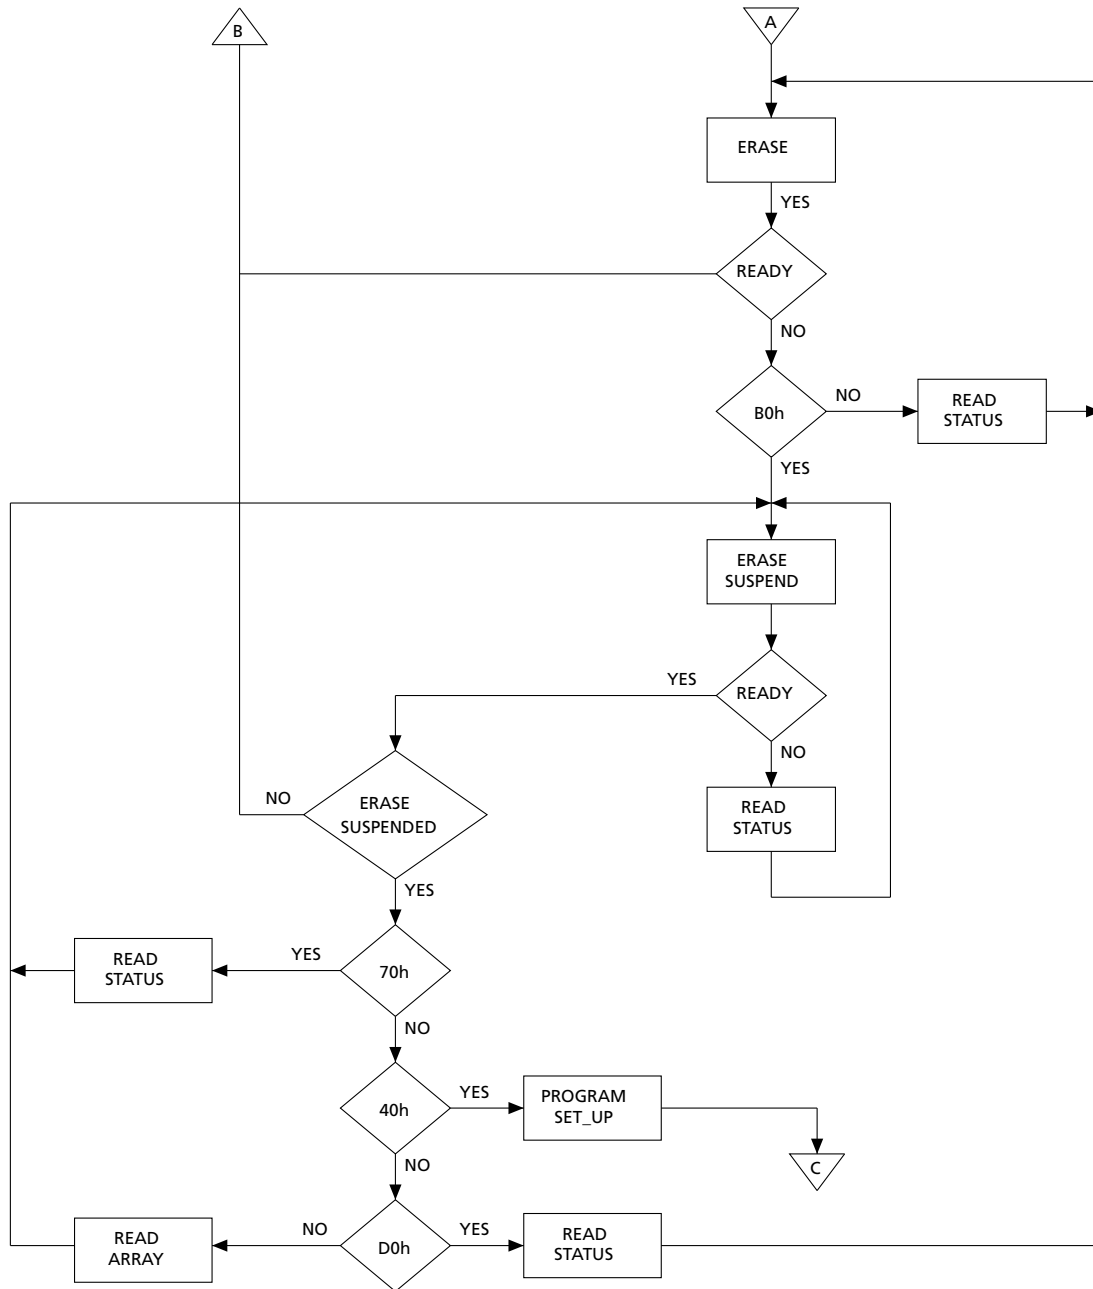 B
A
ERASE
YES
READY
NO
B0h
NO
READ
STATUS
YES
ERASE
SUSPEND
YES
READY
NO
NO
ERASE
SUSPENDED
READ
STATUS
YES
READ
STATUS
YES
70h
NO
40h
YES
PROGRAM
SET_UP
NO
C
READ
ARRAY
NO
D0h
YES
READ
STATUS